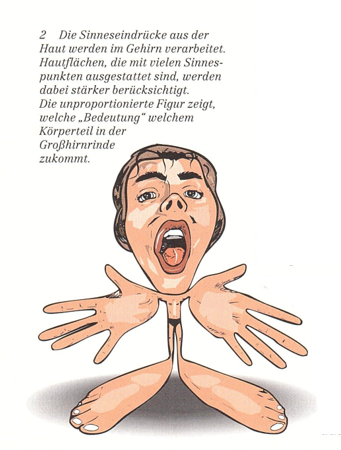 2 Die Sinneseindrücke aus der
Haut werden im Gehirn verarbeitet.
Hautflächen, die mit vielen Sinnes-
punkten ausgestattet sind, werden
dabei stärker berücksichtigt.
Die unproportionierte Figur zeigt,
welche „Bedeutung“ welchem
Körperteil in der
Großhirnrinde
zukommt.